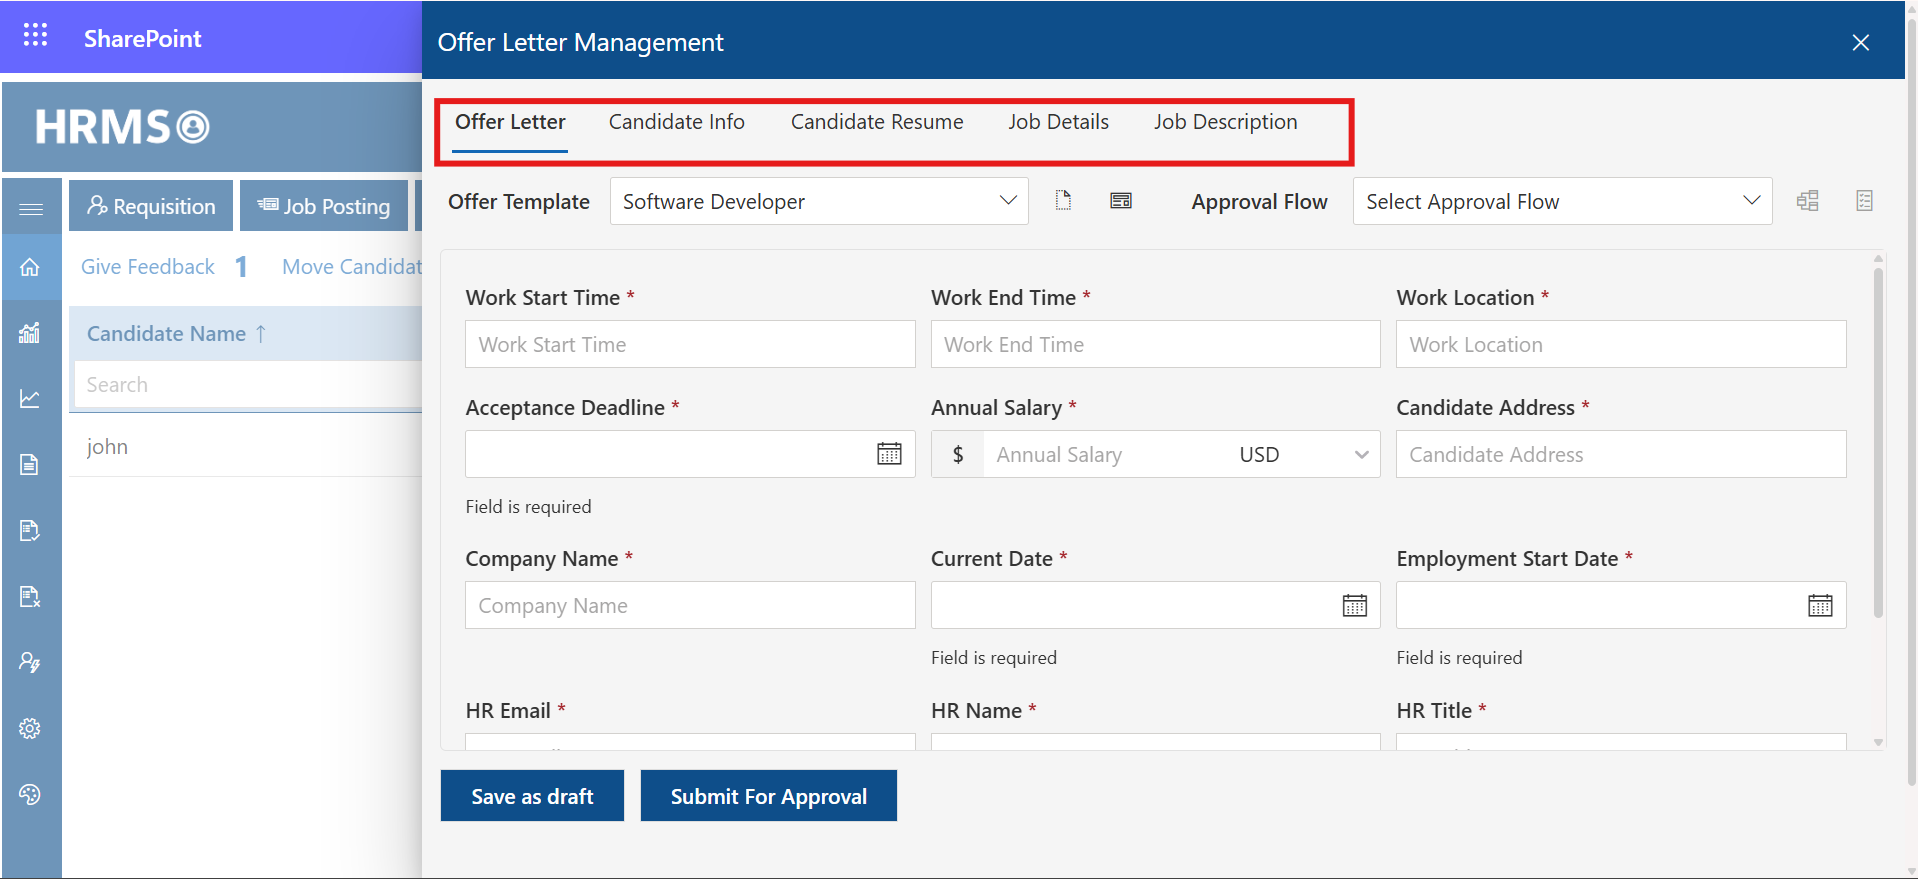 SharePoint
Offer Letter Management
HRMS
Offer Letter
Candidate Info
Candidate Resume
Job Details
Job Description
Requisition
Job Posting
Offer Template
Software Developer
Approval Flow
Select Approval Flow
Give Feedback 1
Move Candidat
Candidate Name ↑
Search
john
Work Start Time *
Work End Time *
Work Location *
Work Start Time
Work End Time
Work Location
Acceptance Deadline *
Annual Salary *
Candidate Address *
$ Annual Salary USD
Candidate Address
Field is required
Company Name *
Current Date *
Employment Start Date *
Company Name
Field is required
Field is required
HR Email *
HR Name *
HR Title *
Save as draft
Submit For Approval